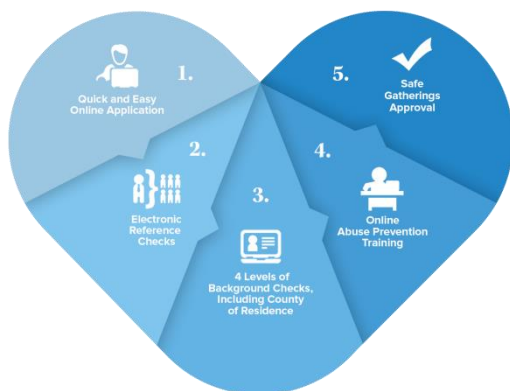 1.
Quick and Easy
Online Application
2.
Electronic
Reference
Checks
3.
4 Levels of
Background Checks,
Including County
of Residence
4.
Online
Abuse Prevention
Training
5.
Safe
Gatherings
Approval